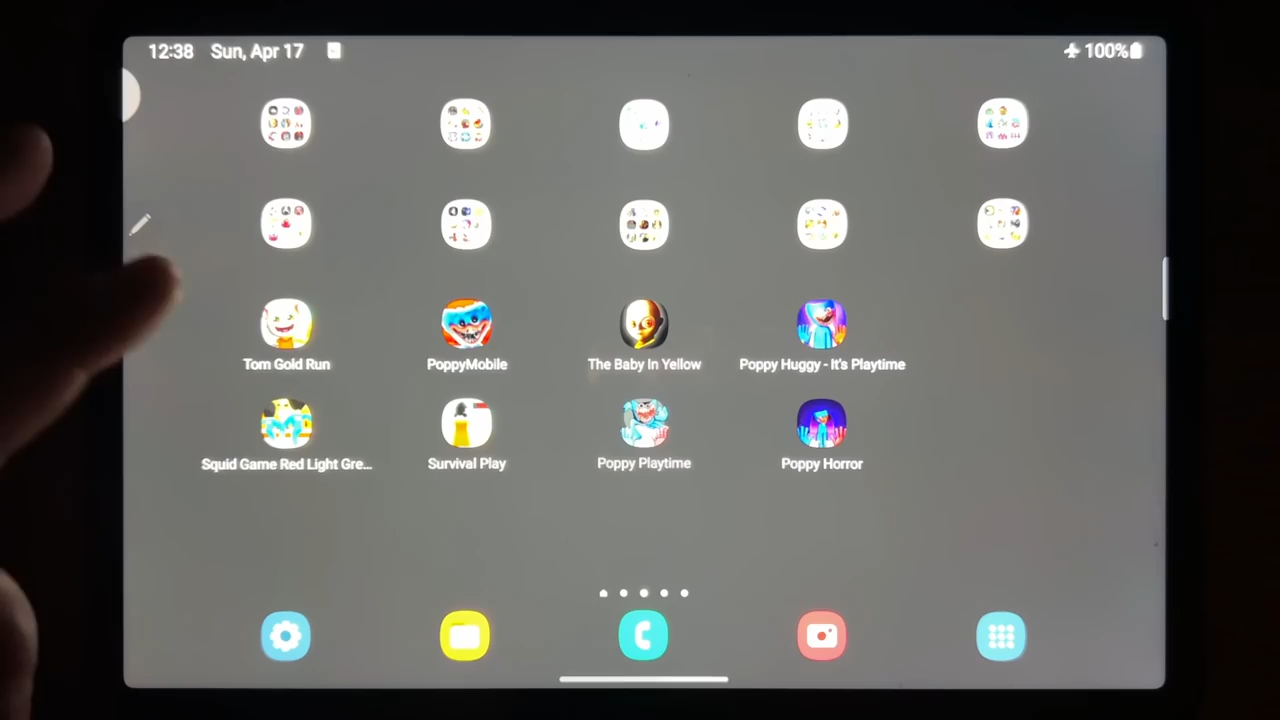 12:38 Sun, Apr 17 100%
Tom Gold Run PoppyMobile The Baby In Yellow Poppy Huggy - It's Playtime
Squid Game Red Light Gre... Survival Play Poppy Playtime Poppy Horror